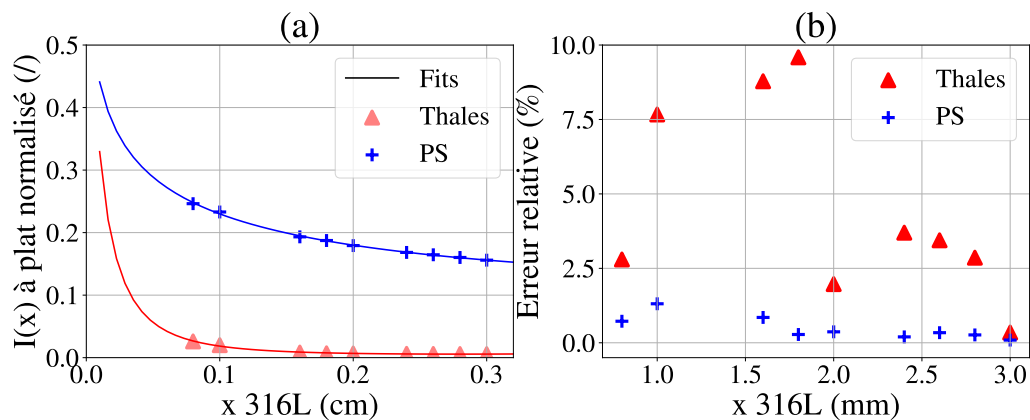 (a)
I(x) à plat normalisé (/)
0.5
0.4
0.3
0.2
0.1
0.0
Fits
Thales
PS
0.0 0.1 0.2 0.3
x 316L (cm)
(b)
Erreur relative (%)
10.0
7.5
5.0
2.5
0.0
Thales
PS
1.0 1.5 2.0 2.5 3.0
x 316L (mm)